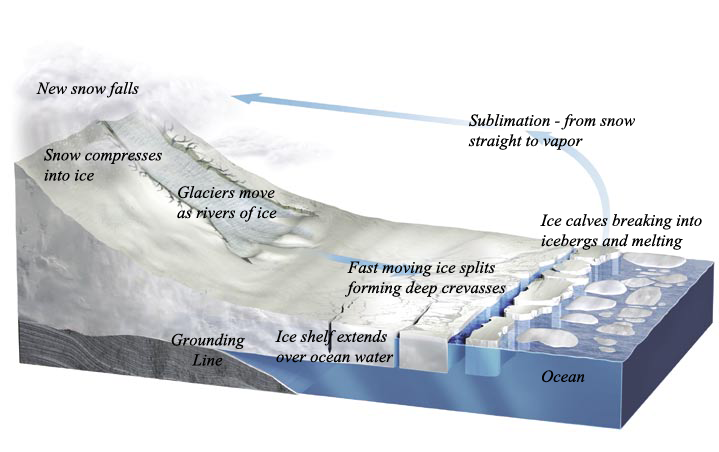 New snow falls
Sublimation - from snow
straight to vapor
Snow compresses
into ice
Glaciers move
as rivers of ice
Ice calves breaking into
icebergs and melting
Fast moving ice splits
forming deep crevasses
Grounding
Line
Ice shelf extends
over ocean water
Ocean